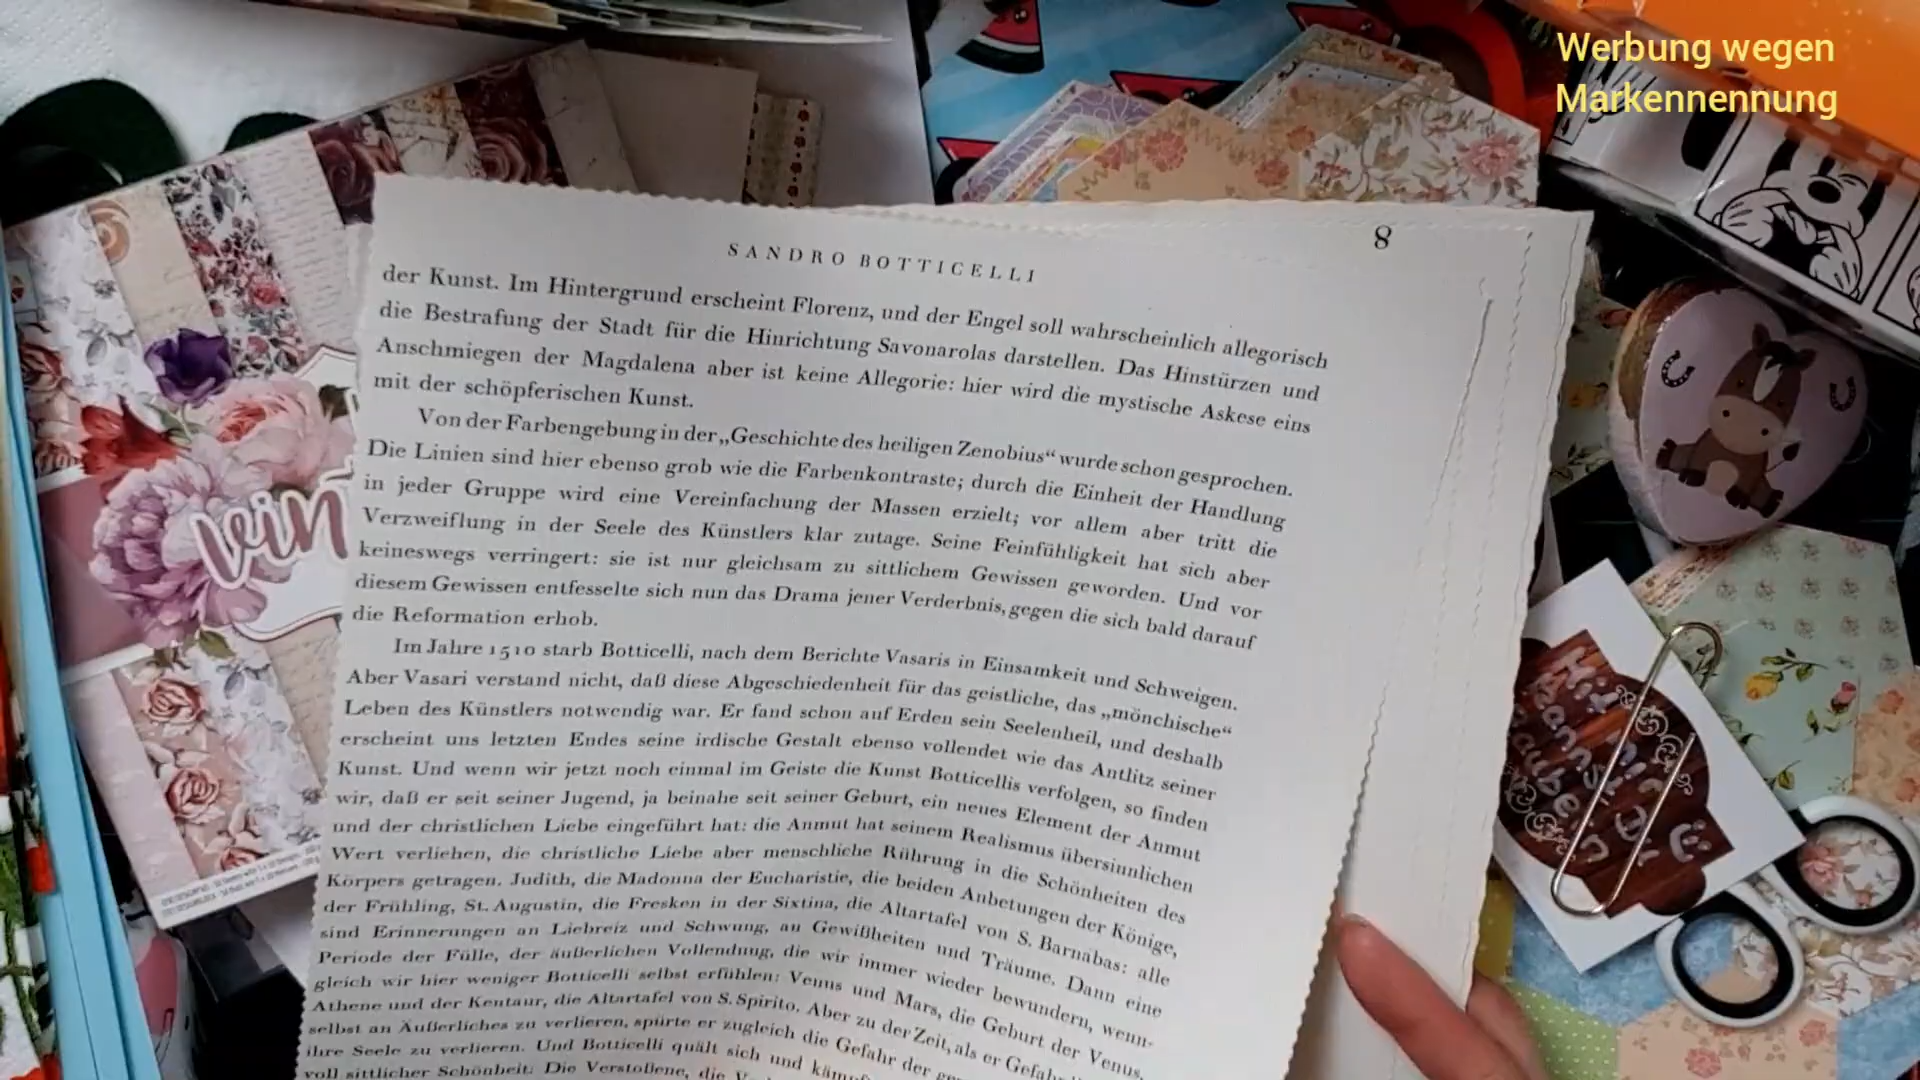 Werbung wegen
Markennennung
8
SANDRO BOTTICELLI
der Kunst. Im Hintergrund erscheint Florenz, und der Engel soll wahrscheinlich allegorisch
die Bestrafung der Stadt für die Hinrichtung Savonarolas darstellen. Das Hinstürzen und
Anschmiegen der Magdalena aber ist keine Allegorie: hier wird die mystische Askese eins
mit der schöpferischen Kunst.
Von der Farbengebung in der „Geschichte des heiligen Zenobius“ wurde schon gesprochen.
Die Linien sind hier ebenso grob wie die Farbenkontraste; durch die Einheit der Handlung
in jeder Gruppe wird eine Vereinfachung der Massen erzielt; vor allem aber tritt die
Verzweiflung in der Seele des Künstlers klar zutage. Seine Feinfühligkeit hat sich aber
keineswegs verringert: sie ist nur gleichsam zu sittlichem Gewissen geworden. Und vor
diesem Gewissen entfesselte sich nun das Drama jener Verderbnis, gegen die sich bald darauf
die Reformation erhob.
Im Jahre 1510 starb Botticelli, nach dem Berichte Vasaris in Einsamkeit und Schweigen.
Aber Vasari verstand nicht, daß diese Abgeschiedenheit für das geistliche, das „mönchische“
Leben des Künstlers notwendig war. Er fand schon auf Erden sein Seelenheil, und deshalb
erscheint uns letzten Endes seine irdische Gestalt ebenso vollendet wie das Antlitz seiner
Kunst. Und wenn wir jetzt noch einmal im Geiste die Kunst Botticellis verfolgen, so finden
wir, daß er seit seiner Jugend, ja beinahe seit seiner Geburt, ein neues Element der Anmut
und der christlichen Liebe eingeführt hat: die Anmut hat seinem Realismus übersinnlichen
Wert verliehen, die christliche Liebe aber menschliche Rührung in die Schönheiten des
Körpers getragen. Judith, die Madonna der Eucharistie, die beiden Anbetungen der Könige,
der Frühling, St. Augustin, die Fresken in der Sixtina, die Altartafel von S. Barnabas: alle
sind Erinnerungen an Liebreiz und Schwung, an Gewißheiten und Träume. Dann eine
Periode der Fülle, der äußerlichen Vollendung, die wir immer wieder bewundern, wenn-
gleich wir hier weniger Botticelli selbst erfühlen: Venus und Mars, die Geburt der Venus,
Athene und der Kentaur, die Altartafel von S. Spirito. Aber zu der Zeit, als er Gefahr
selbst an Äußerliches zu verlieren, spürte er zugleich die Gefahr der
ihre Seele zu verlieren. Und Botticelli quält sich und
voll sittlicher Schönheit: Die Verstoßene, die
vin
Mit mir
kannst Du